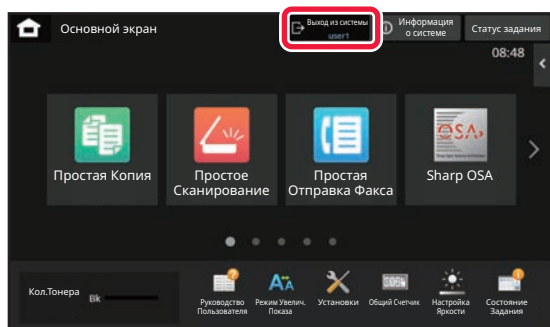 Основной экран
Выход из системы
user1
Информация
о системе
Статус задания
08:48
Простая Копия
Простое
Сканирование
Простая
Отправка Факса
OSA
Sharp OSA
Кол.Тонера
Bk
Руководство
Пользователя
Режим Увелич.
Показа
Установки
Общий Счетчик
Настройка
Яркости
Состояние
Задания